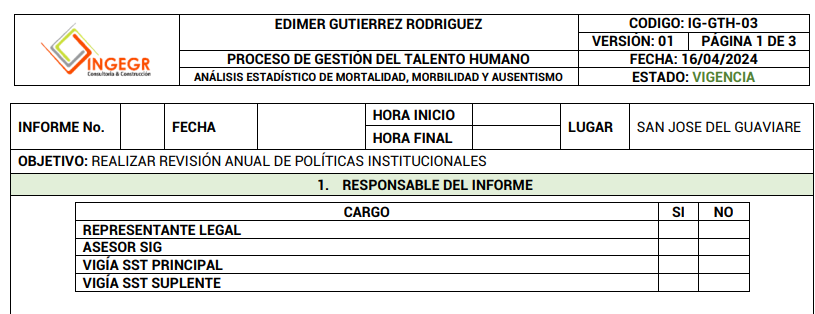 INGEGR
Consultoría & Construcción
EDIMER GUTIERREZ RODRIGUEZ
PROCESO DE GESTIÓN DEL TALENTO HUMANO
ANÁLISIS ESTADÍSTICO DE MORTALIDAD, MORBILIDAD Y AUSENTISMO
CODIGO: IG-GTH-03
VERSIÓN: 01 PÁGINA 1 DE 3
FECHA: 16/04/2024
ESTADO: VIGENCIA
INFORME No. FECHA HORA INICIO
HORA FINAL
LUGAR SAN JOSE DEL GUAVIARE
OBJETIVO: REALIZAR REVISIÓN ANUAL DE POLÍTICAS INSTITUCIONALES
1. RESPONSABLE DEL INFORME
CARGO SI NO
REPRESENTANTE LEGAL
ASESOR SIG
VIGÍA SST PRINCIPAL
VIGÍA SST SUPLENTE